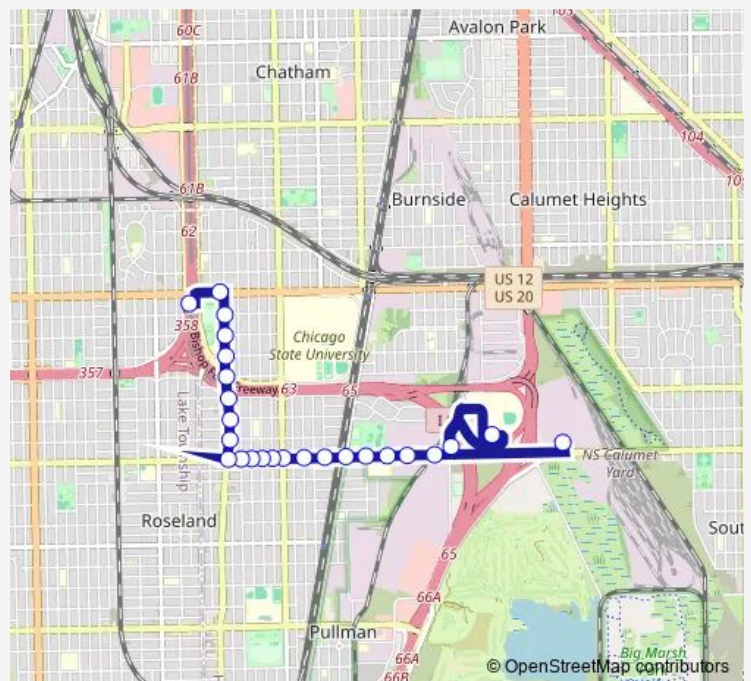 60C
Avalon Park
103
61B
Chatham
104
61B
Burnside
Calumet Heights
62
US 12
US 20
358
Chicago
State University
357
Freeway
63
65
Lake Township
NS Calumet
Yard
Roseland
65
66A
Pullman
66A
66B
Big Marsh
© OpenStreetMap contributors